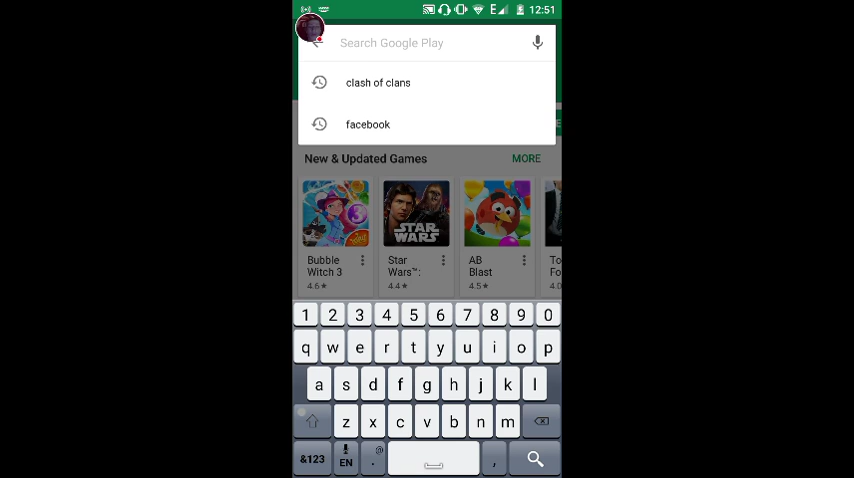 12:51
Search Google Play
clash of clans
facebook
New & Updated Games MORE
Bubble Witch 3
4.6★
STAR WARS
Star Wars™:
4.4★
AB Blast
4.5★
To
Fo
4.0
1 2 3 4 5 6 7 8 9 0
q w e r t y u i o p
a s d f g h j k l
z x c v b n m
&123 EN . @ ,